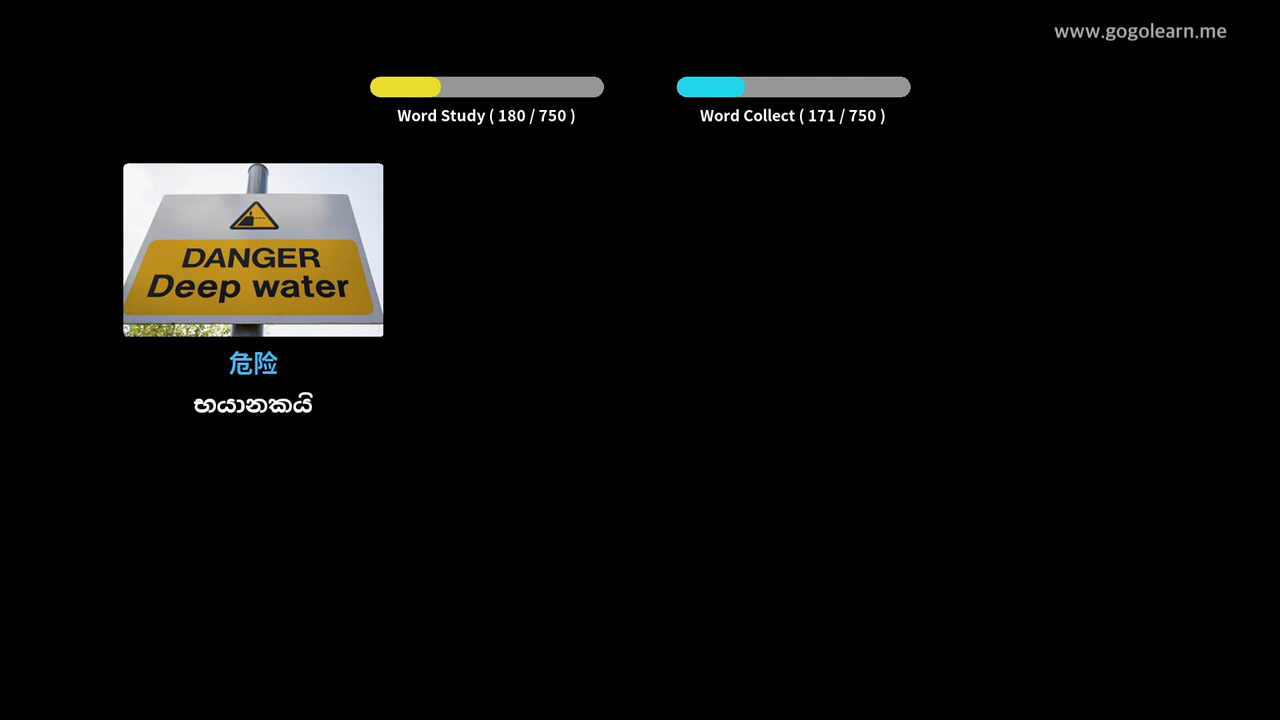 www.gogolearn.me
Word Study ( 180 / 750 )
Word Collect ( 171 / 750 )
DANGER
Deep water
危险
භයානකයි